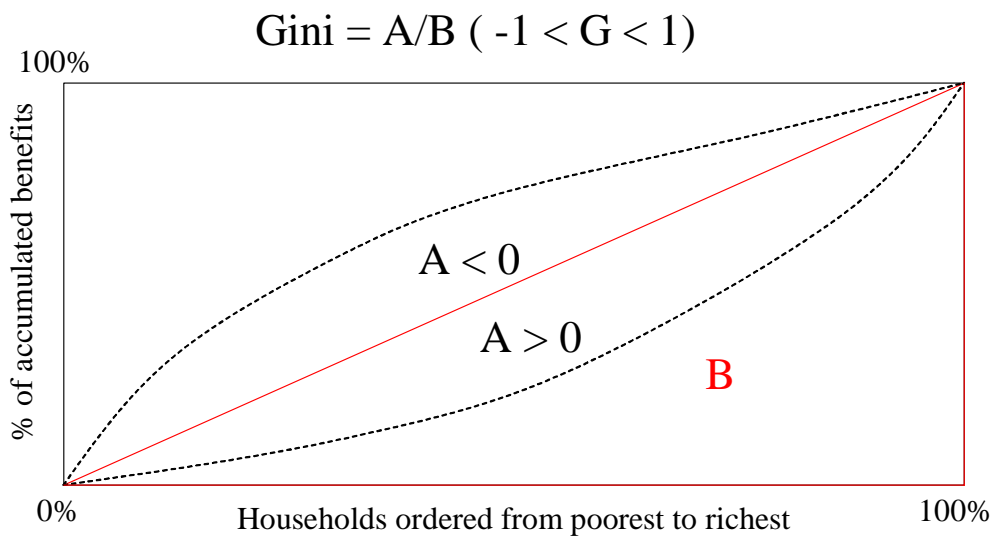 Gini = A/B ( -1 < G < 1)
100%
% of accumulated benefits
A < 0
A > 0
B
0%
100%
Households ordered from poorest to richest